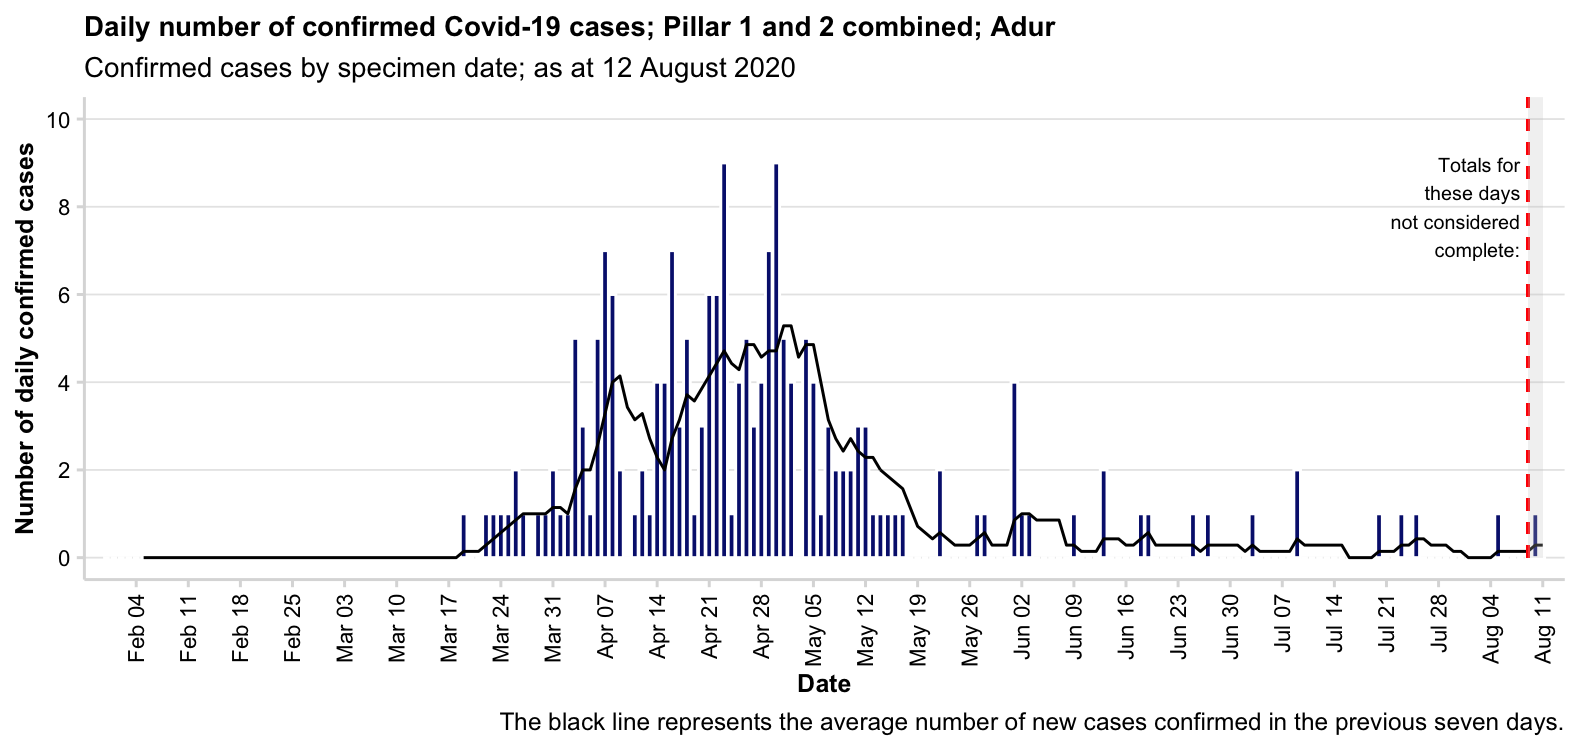 Daily number of confirmed Covid-19 cases; Pillar 1 and 2 combined; Adur
Confirmed cases by specimen date; as at 12 August 2020
Number of daily confirmed cases
10
8
6
4
2
0
Totals for
these days
not considered
complete:
Feb 04
Feb 11
Feb 18
Feb 25
Mar 03
Mar 10
Mar 17
Mar 24
Mar 31
Apr 07
Apr 14
Apr 21
Apr 28
May 05
May 12
May 19
May 26
Jun 02
Jun 09
Jun 16
Jun 23
Jun 30
Jul 07
Jul 14
Jul 21
Jul 28
Aug 04
Aug 11
Date
The black line represents the average number of new cases confirmed in the previous seven days.